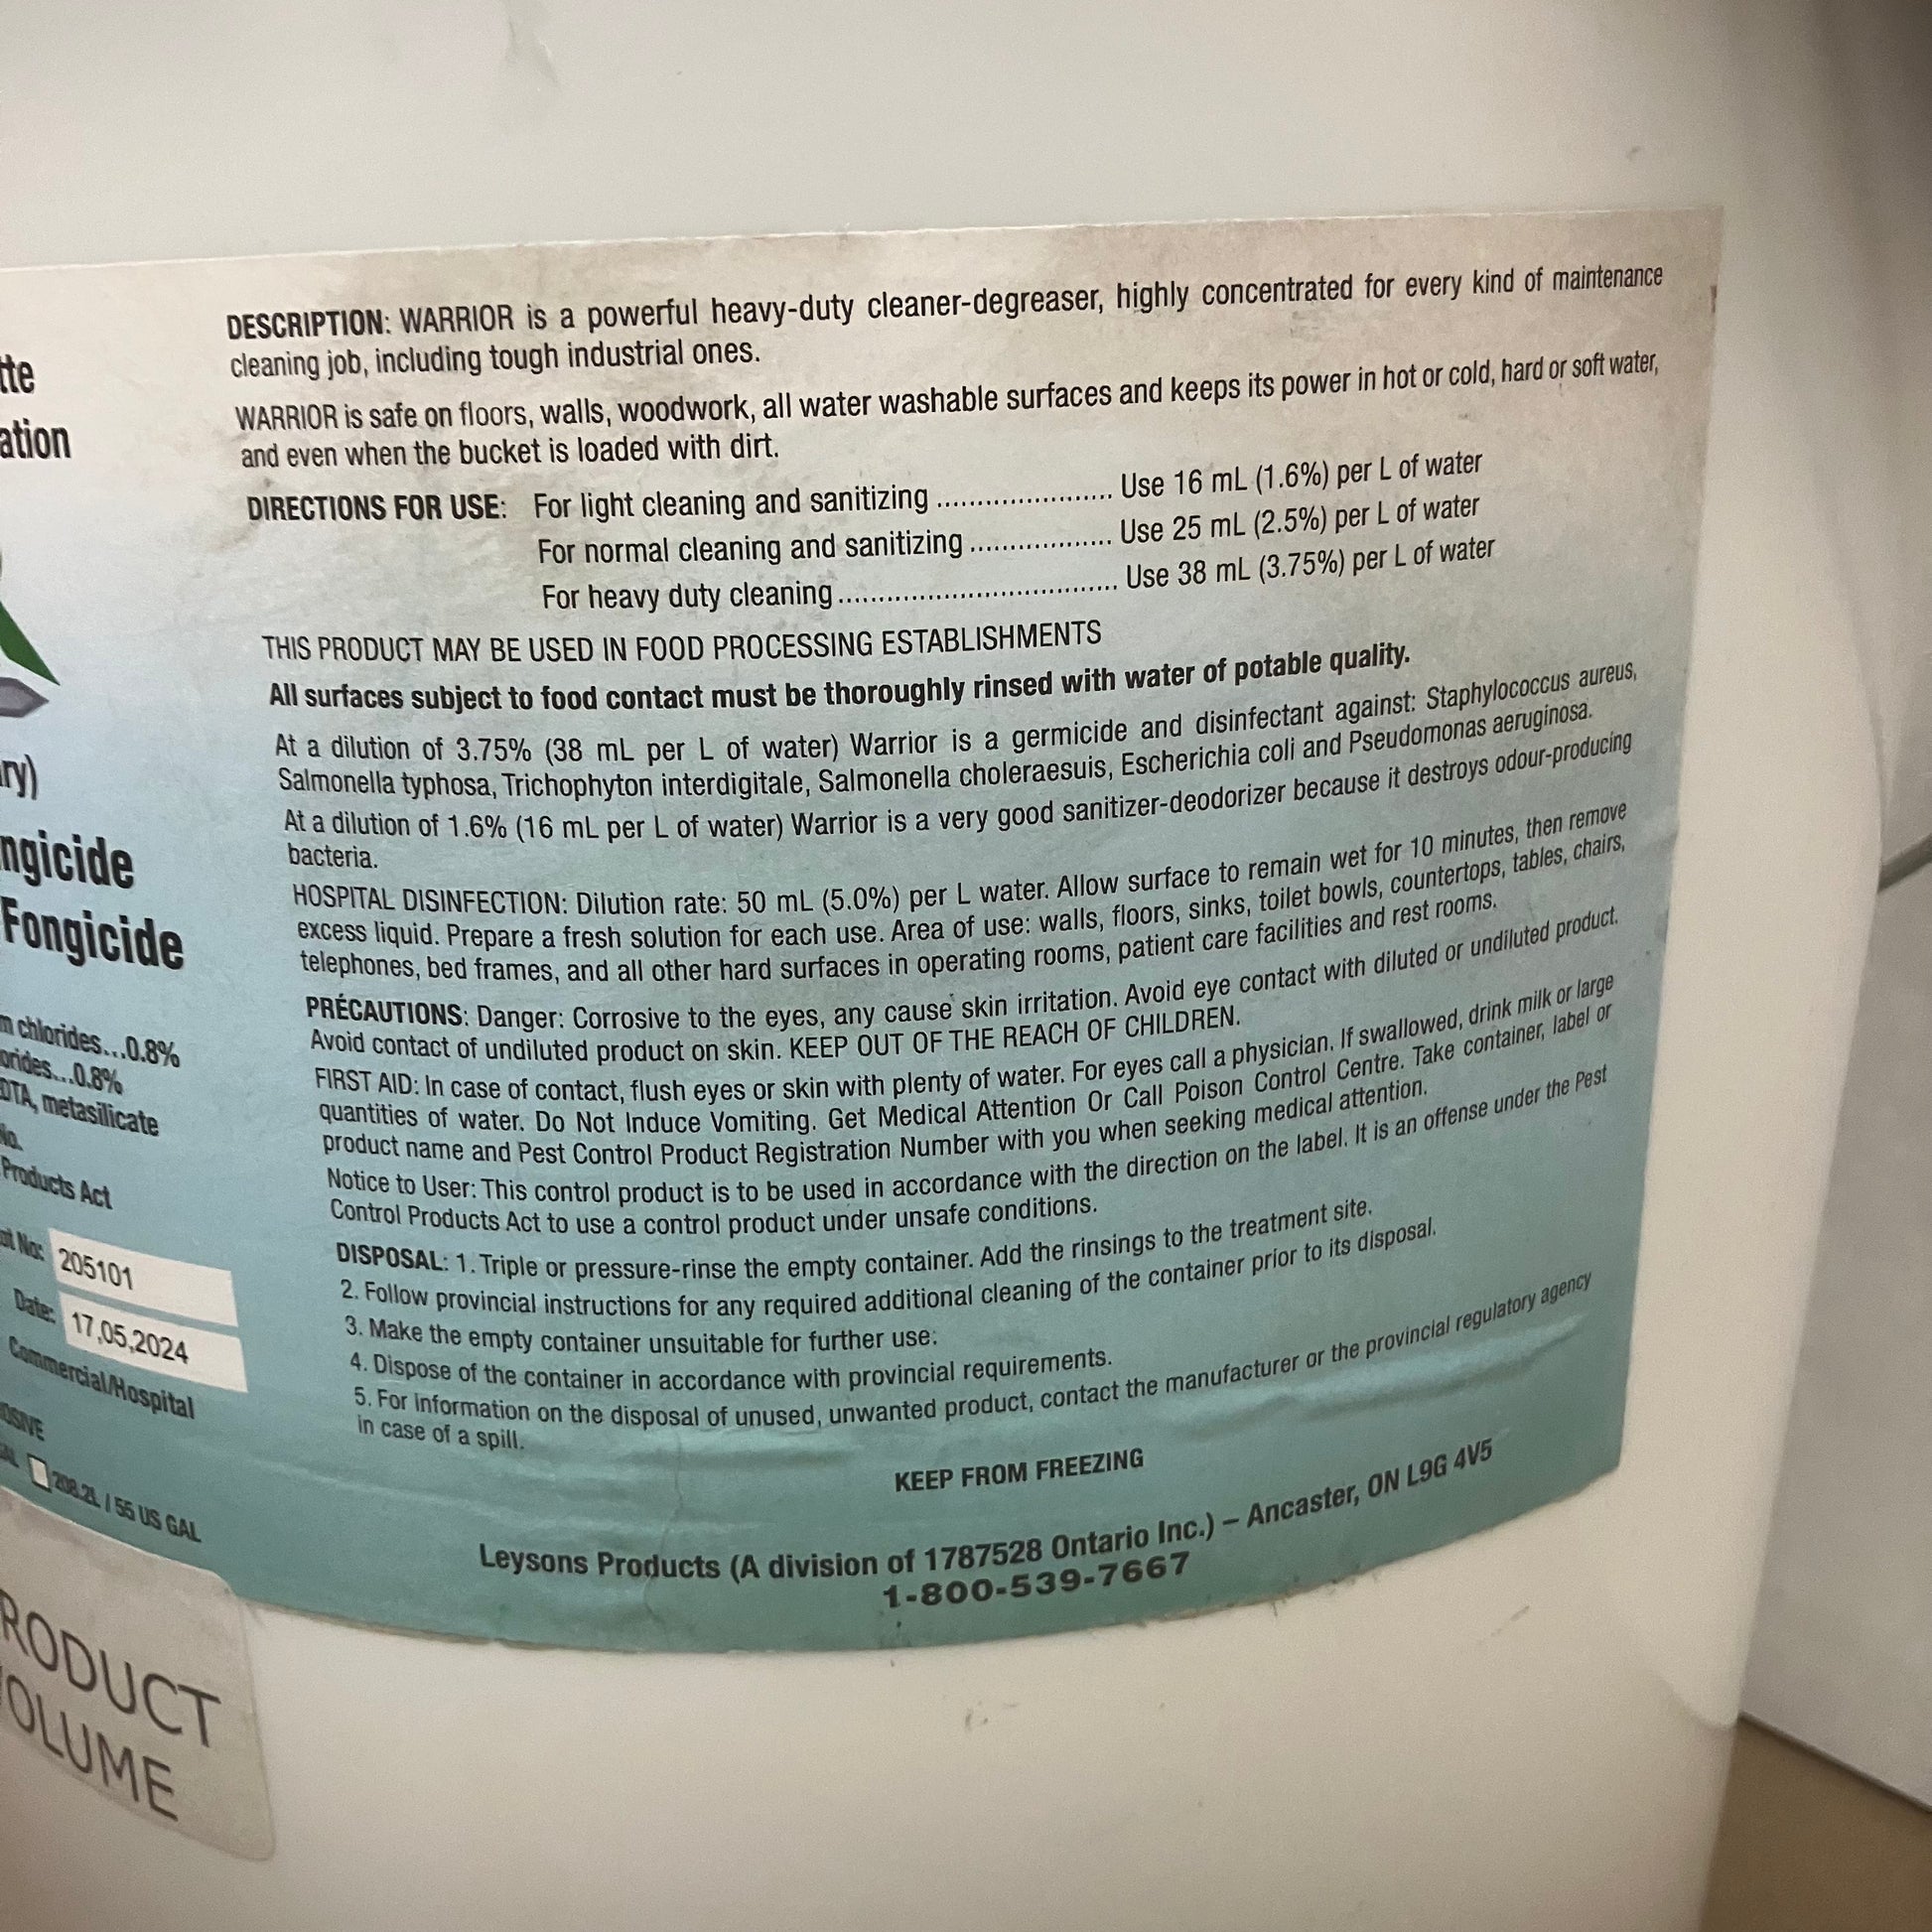 tte
ation
ry)
ngicide
Fongicide
m chlorides...0.8%
orides...0.8%
DTA, metasilicate
No.
Products Act
ot No: 205101
Date: 17,05,2024
Commercial/Hospital
OSIVE
AL 208.2L / 55 US GAL
RODUCT
OLUME
DESCRIPTION: WARRIOR is a powerful heavy-duty cleaner-degreaser, highly concentrated for every kind of maintenance
cleaning job, including tough industrial ones.
WARRIOR is safe on floors, walls, woodwork, all water washable surfaces and keeps its power in hot or cold, hard or soft water,
and even when the bucket is loaded with dirt.
DIRECTIONS FOR USE: For light cleaning and sanitizing ...................... Use 16 mL (1.6%) per L of water
For normal cleaning and sanitizing .................. Use 25 mL (2.5%) per L of water
For heavy duty cleaning................................... Use 38 mL (3.75%) per L of water
THIS PRODUCT MAY BE USED IN FOOD PROCESSING ESTABLISHMENTS
All surfaces subject to food contact must be thoroughly rinsed with water of potable quality.
At a dilution of 3.75% (38 mL per L of water) Warrior is a germicide and disinfectant against: Staphylococcus aureus,
Salmonella typhosa, Trichophyton interdigitale, Salmonella choleraesuis, Escherichia coli and Pseudomonas aeruginosa.
At a dilution of 1.6% (16 mL per L of water) Warrior is a very good sanitizer-deodorizer because it destroys odour-producing
bacteria.
HOSPITAL DISINFECTION: Dilution rate: 50 mL (5.0%) per L water. Allow surface to remain wet for 10 minutes, then remove
excess liquid. Prepare a fresh solution for each use. Area of use: walls, floors, sinks, toilet bowls, countertops, tables, chairs,
telephones, bed frames, and all other hard surfaces in operating rooms, patient care facilities and rest rooms.
PRÉCAUTIONS: Danger: Corrosive to the eyes, any cause skin irritation. Avoid eye contact with diluted or undiluted product.
Avoid contact of undiluted product on skin. KEEP OUT OF THE REACH OF CHILDREN.
FIRST AID: In case of contact, flush eyes or skin with plenty of water. For eyes call a physician. If swallowed, drink milk or large
quantities of water. Do Not Induce Vomiting. Get Medical Attention Or Call Poison Control Centre. Take container, label or
product name and Pest Control Product Registration Number with you when seeking medical attention.
Notice to User: This control product is to be used in accordance with the direction on the label. It is an offense under the Pest
Control Products Act to use a control product under unsafe conditions.
DISPOSAL: 1. Triple or pressure-rinse the empty container. Add the rinsings to the treatment site.
2. Follow provincial instructions for any required additional cleaning of the container prior to its disposal.
3. Make the empty container unsuitable for further use:
4. Dispose of the container in accordance with provincial requirements.
5. For information on the disposal of unused, unwanted product, contact the manufacturer or the provincial regulatory agency
in case of a spill.
KEEP FROM FREEZING
Leysons Products (A division of 1787528 Ontario Inc.) – Ancaster, ON L9G 4V5
1-800-539-7667